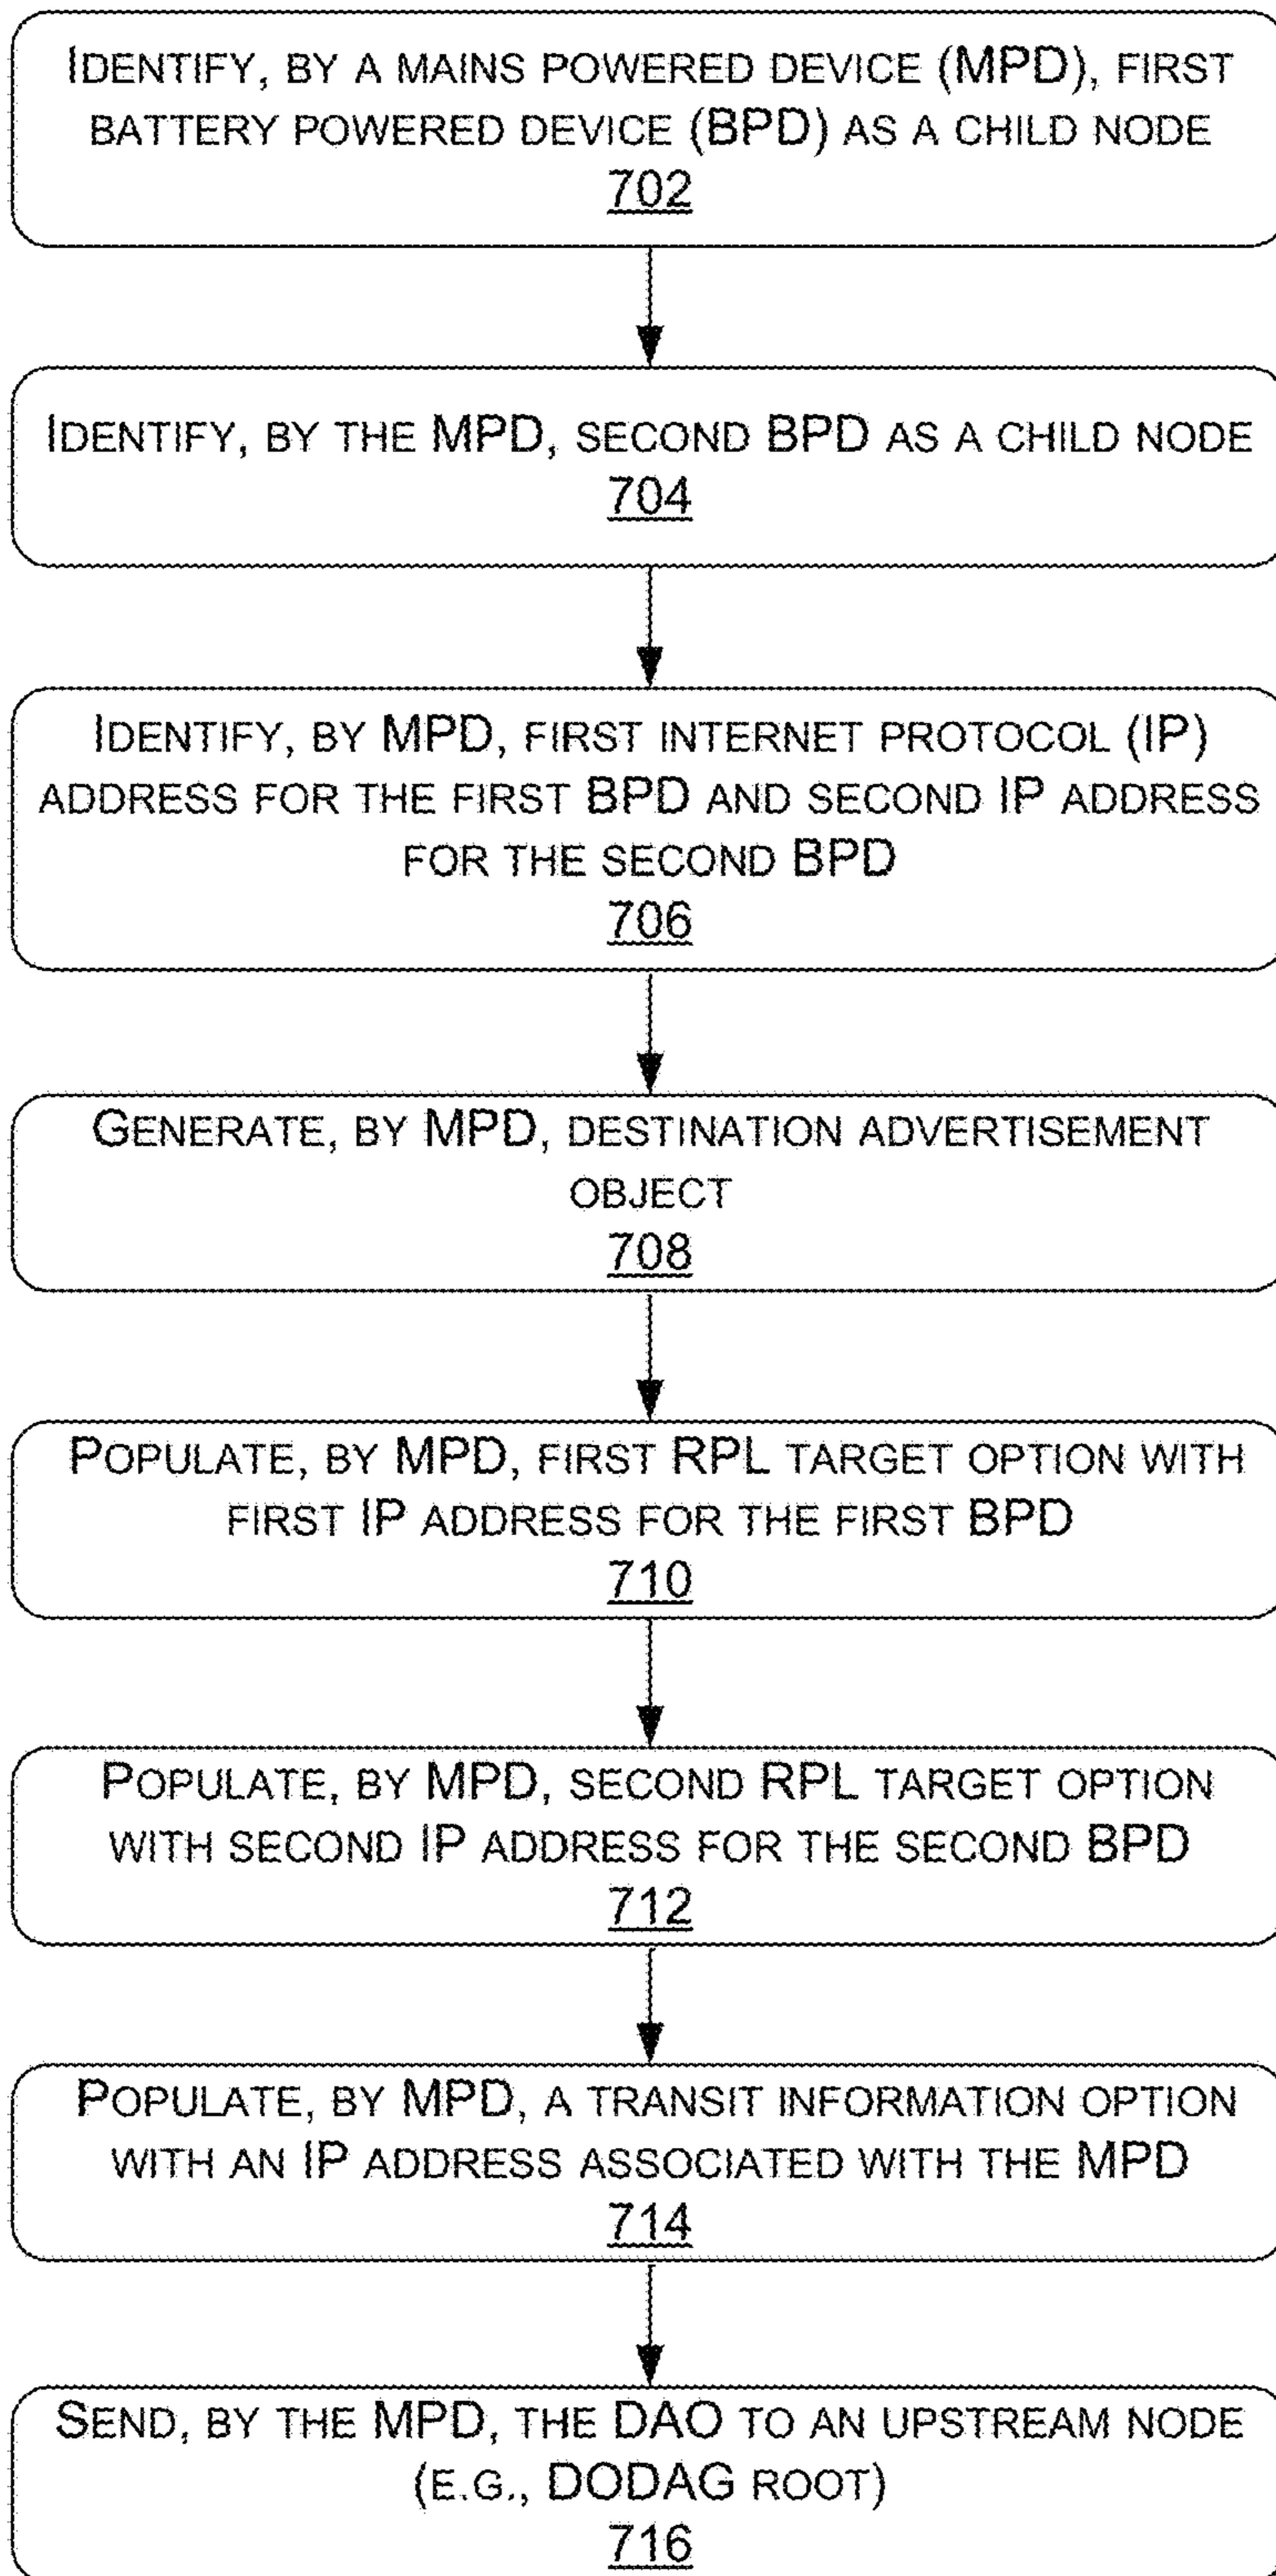 IDENTIFY, BY A MAINS POWERED DEVICE (MPD), FIRST
BATTERY POWERED DEVICE (BPD) AS A CHILD NODE
702
IDENTIFY, BY THE MPD, SECOND BPD AS A CHILD NODE
704
IDENTIFY, BY MPD, FIRST INTERNET PROTOCOL (IP)
ADDRESS FOR THE FIRST BPD AND SECOND IP ADDRESS
FOR THE SECOND BPD
706
GENERATE, BY MPD, DESTINATION ADVERTISEMENT
OBJECT
708
POPULATE, BY MPD, FIRST RPL TARGET OPTION WITH
FIRST IP ADDRESS FOR THE FIRST BPD
710
POPULATE, BY MPD, SECOND RPL TARGET OPTION
WITH SECOND IP ADDRESS FOR THE SECOND BPD
712
POPULATE, BY MPD, A TRANSIT INFORMATION OPTION
WITH AN IP ADDRESS ASSOCIATED WITH THE MPD
714
SEND, BY THE MPD, THE DAO TO AN UPSTREAM NODE
(E.G., DODAG ROOT)
716